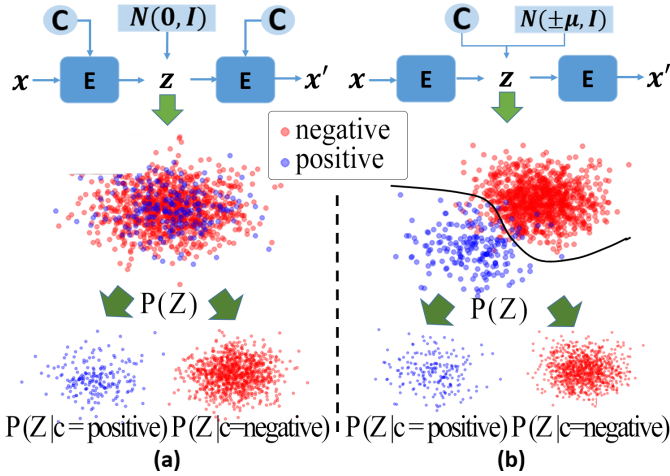 C N(0, I) C
x E z E x′
C N(±μ, I)
x E z E x′
negative
positive
P(Z)
P(Z)
P(Z|c=positive) P(Z|c=negative)
P(Z|c=positive) P(Z|c=negative)
(a)
(b)